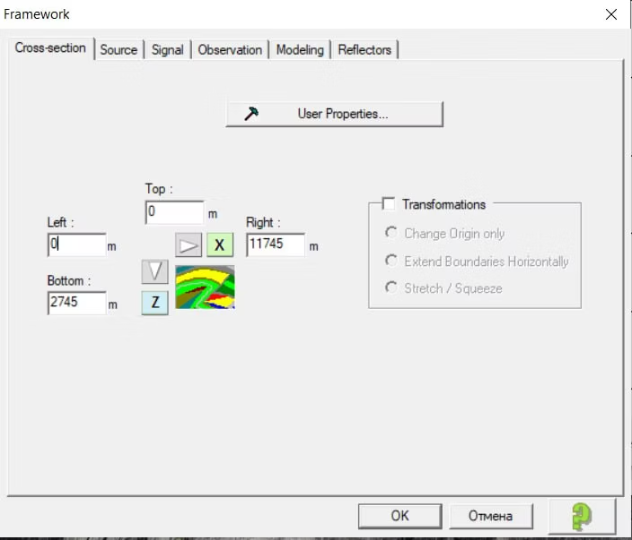 Framework
Cross-section Source Signal Observation Modeling Reflectors
User Properties...
Top :
0 m
Left :
0 m
Right :
11745 m
X
Bottom :
2745 m
Z
Transformations
Change Origin only
Extend Boundaries Horizontally
Stretch / Squeeze
OK Отмена